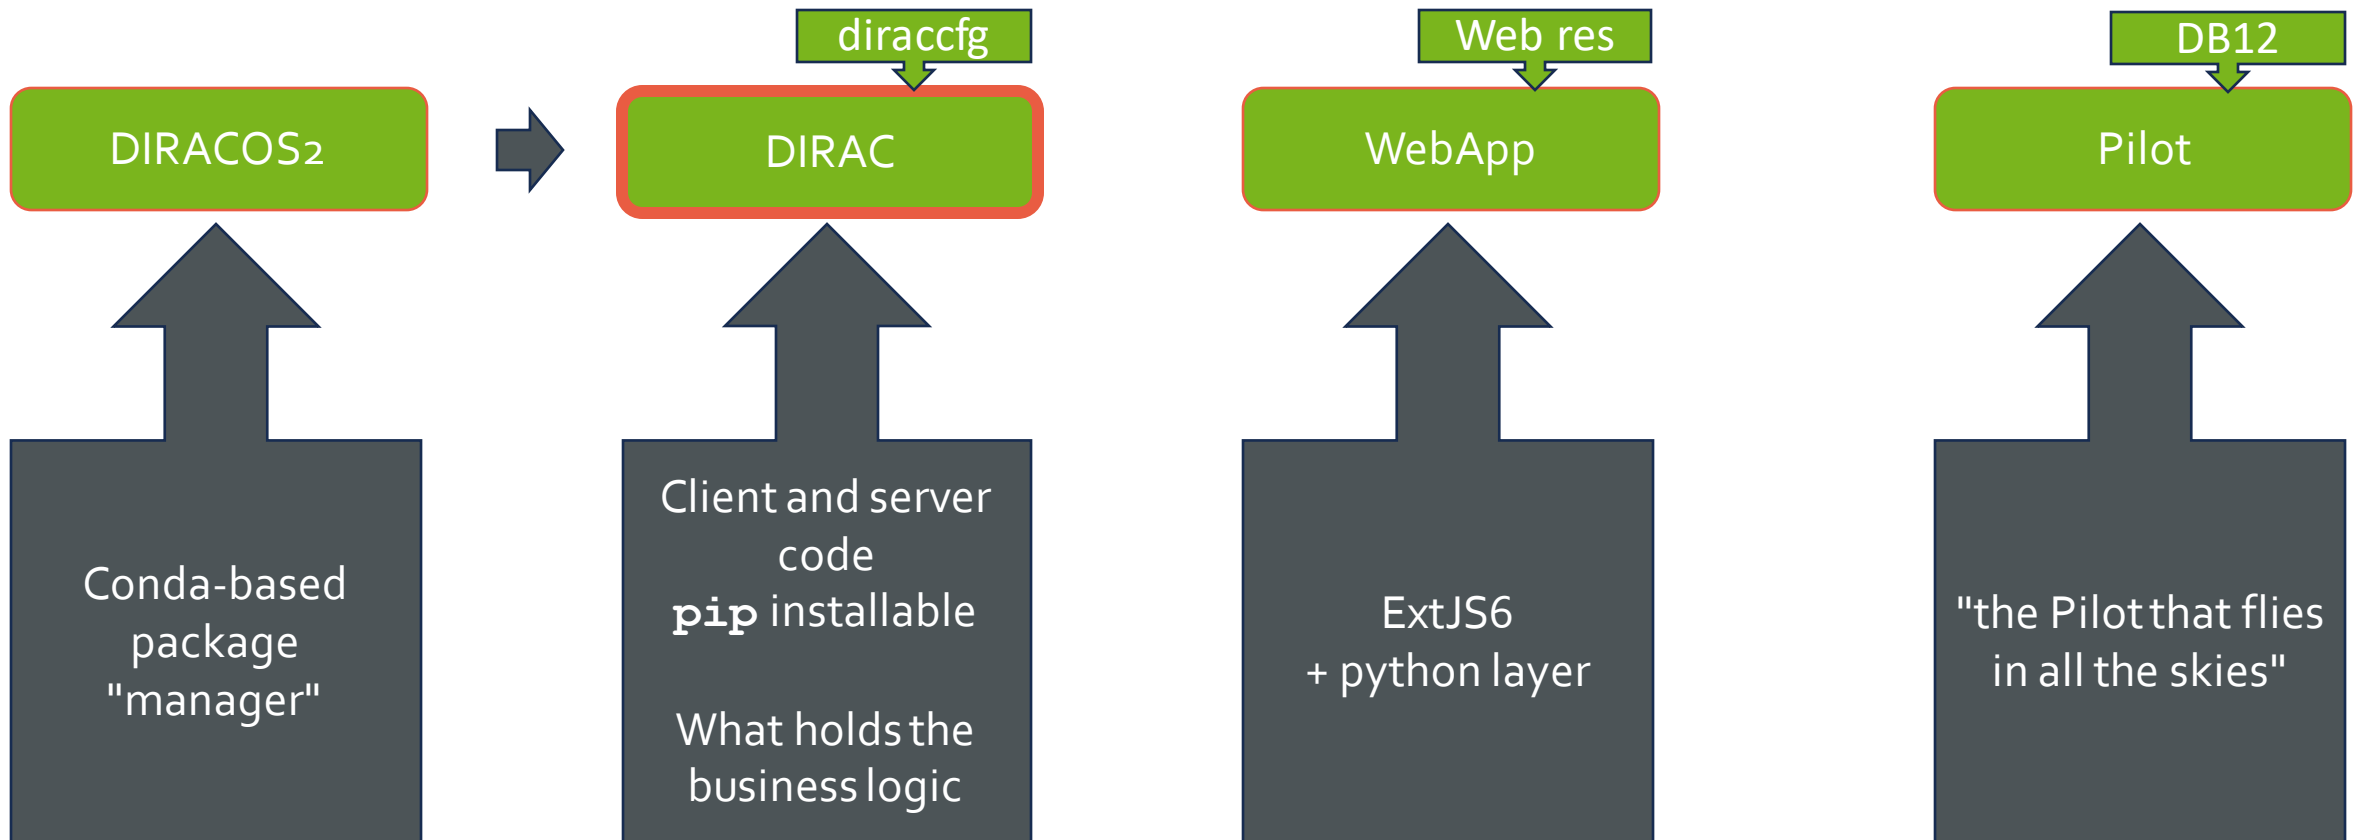 diraccfg
Web res
DB12
DIRACOS2
DIRAC
WebApp
Pilot
Conda-based
package
"manager"
Client and server
code
pip installable
What holds the
business logic
ExtJS6
+ python layer
"the Pilot that flies
in all the skies"